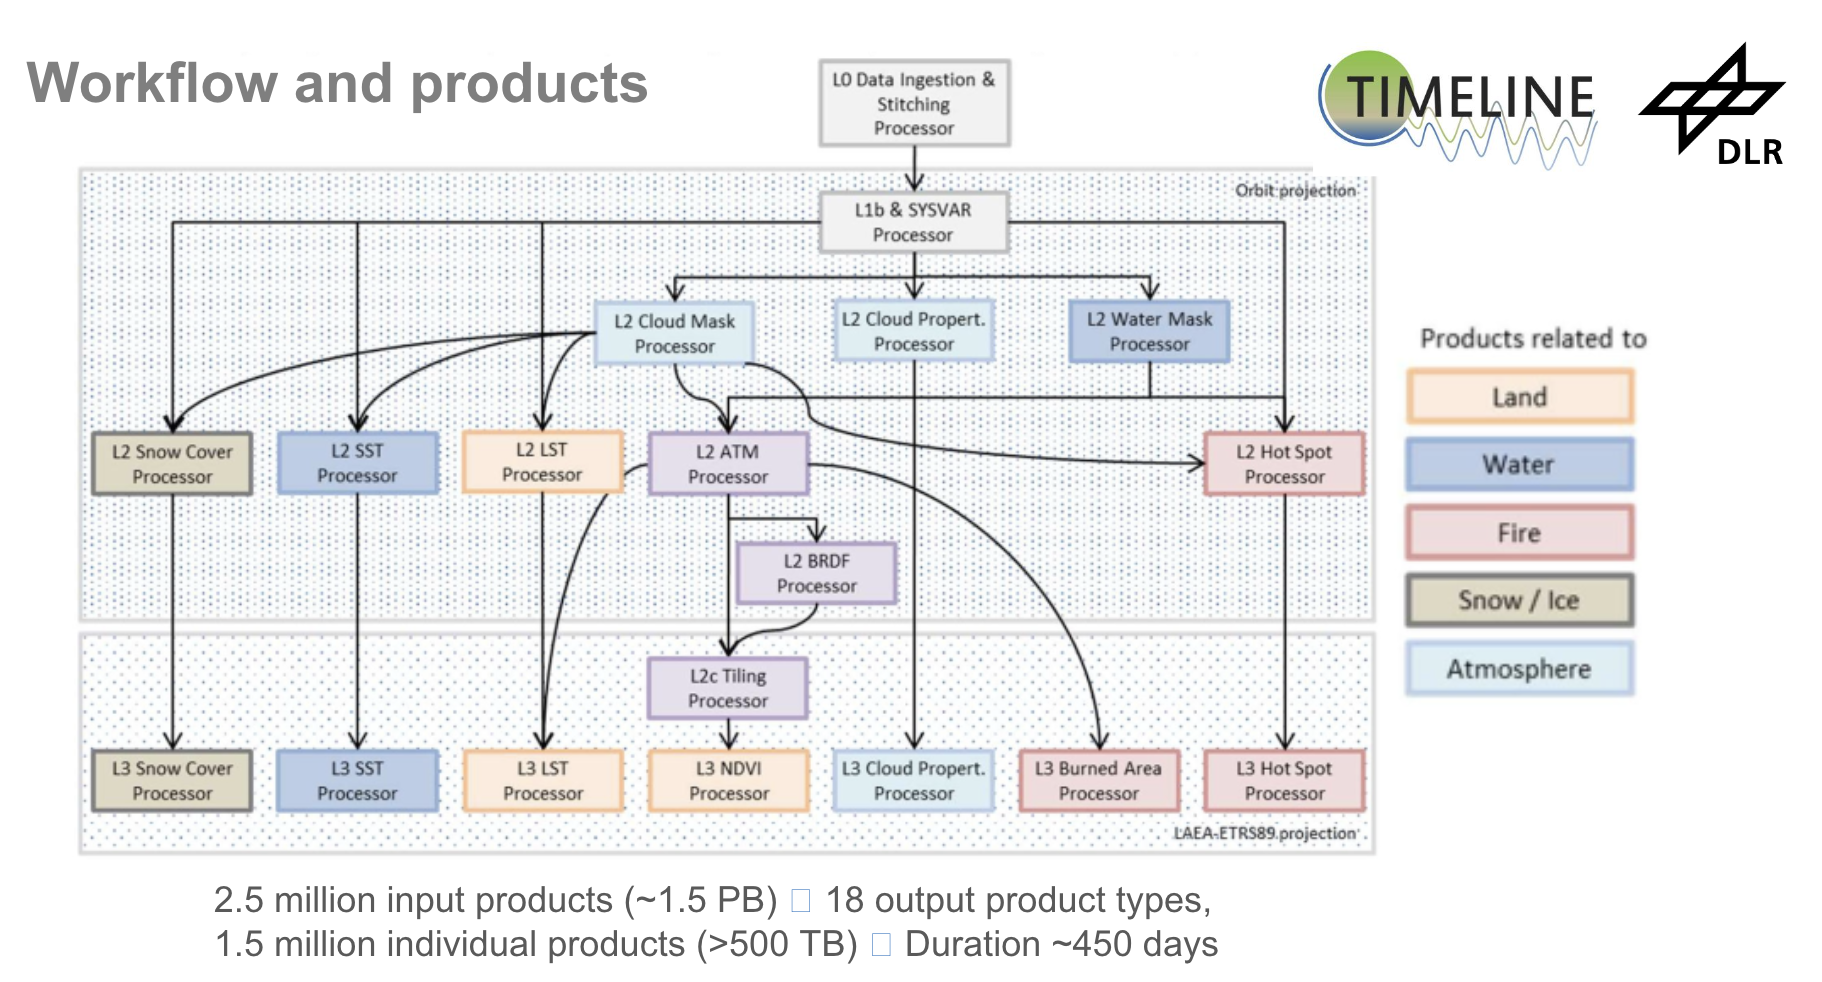 Workflow and products
L0 Data Ingestion &
Stitching
Processor
TIMELINE
DLR
Orbit projection
L1b & SYSVAR
Processor
L2 Cloud Mask
Processor
L2 Cloud Propert.
Processor
L2 Water Mask
Processor
L2 Snow Cover
Processor
L2 SST
Processor
L2 LST
Processor
L2 ATM
Processor
L2 Hot Spot
Processor
L2 BRDF
Processor
L2c Tiling
Processor
L3 Snow Cover
Processor
L3 SST
Processor
L3 LST
Processor
L3 NDVI
Processor
L3 Cloud Propert.
Processor
L3 Burned Area
Processor
L3 Hot Spot
Processor
LAEA-ETRS89 projection
Products related to
Land
Water
Fire
Snow / Ice
Atmosphere
2.5 million input products (~1.5 PB) □ 18 output product types,
1.5 million individual products (>500 TB) □ Duration ~450 days